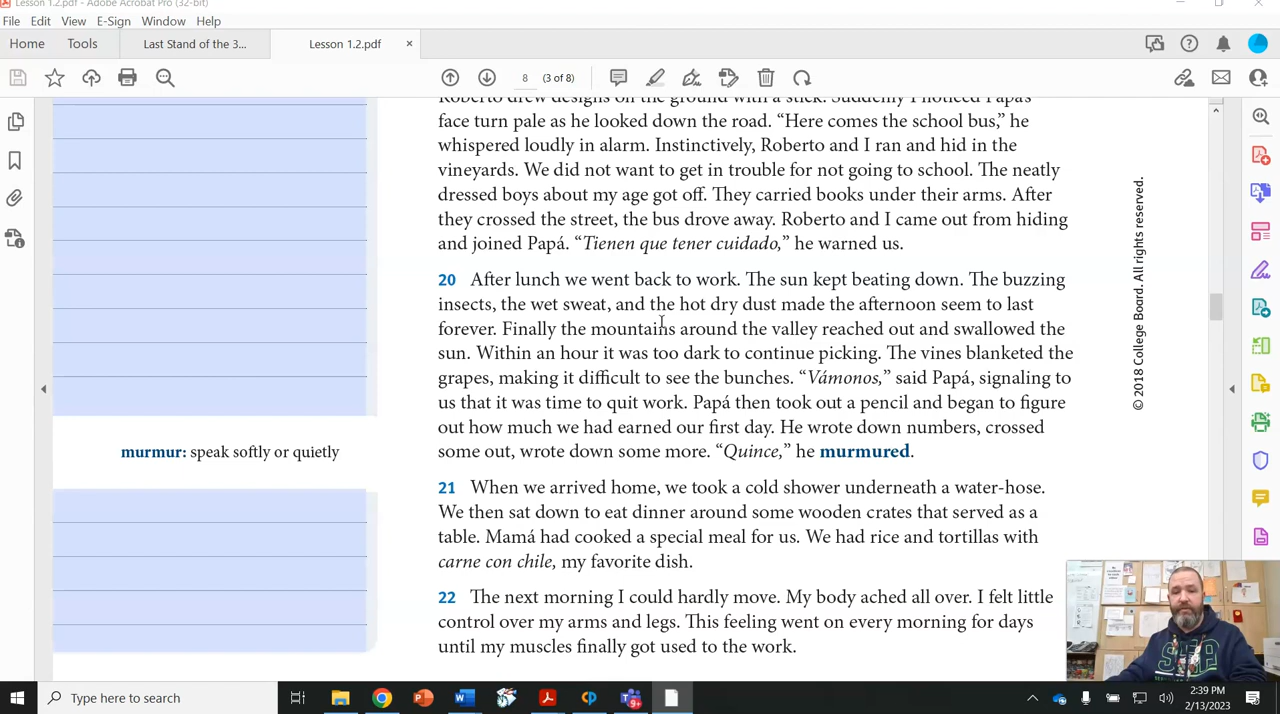 Lesson 1.2.pdf - Adobe Acrobat Pro (32-bit)
File Edit View E-Sign Window Help
Home Tools Last Stand of the 3... Lesson 1.2.pdf ×
8 (3 of 8)
Roberto drew designs on the ground with a stick. Suddenly I noticed Papá's
face turn pale as he looked down the road. “Here comes the school bus,” he
whispered loudly in alarm. Instinctively, Roberto and I ran and hid in the
vineyards. We did not want to get in trouble for not going to school. The neatly
dressed boys about my age got off. They carried books under their arms. After
they crossed the street, the bus drove away. Roberto and I came out from hiding
and joined Papá. “Tienen que tener cuidado,” he warned us.
20 After lunch we went back to work. The sun kept beating down. The buzzing
insects, the wet sweat, and the hot dry dust made the afternoon seem to last
forever. Finally the mountains around the valley reached out and swallowed the
sun. Within an hour it was too dark to continue picking. The vines blanketed the
grapes, making it difficult to see the bunches. “Vámonos,” said Papá, signaling to
us that it was time to quit work. Papá then took out a pencil and began to figure
out how much we had earned our first day. He wrote down numbers, crossed
some out, wrote down some more. “Quince,” he murmured.
murmur: speak softly or quietly
21 When we arrived home, we took a cold shower underneath a water-hose.
We then sat down to eat dinner around some wooden crates that served as a
table. Mamá had cooked a special meal for us. We had rice and tortillas with
carne con chile, my favorite dish.
22 The next morning I could hardly move. My body ached all over. I felt little
control over my arms and legs. This feeling went on every morning for days
until my muscles finally got used to the work.
© 2018 College Board. All rights reserved.
SEA
Type here to search
2:39 PM
2/13/2023